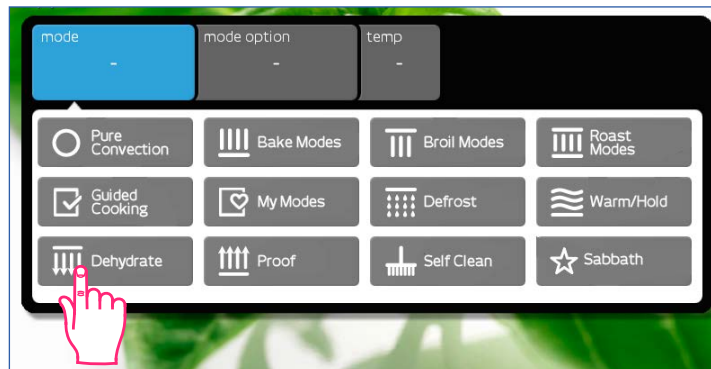 mode
mode option
temp
-
-
-
Pure
Convection
Bake Modes
Broil Modes
Roast
Modes
Guided
Cooking
My Modes
Defrost
Warm/Hold
Dehydrate
Proof
Self Clean
Sabbath